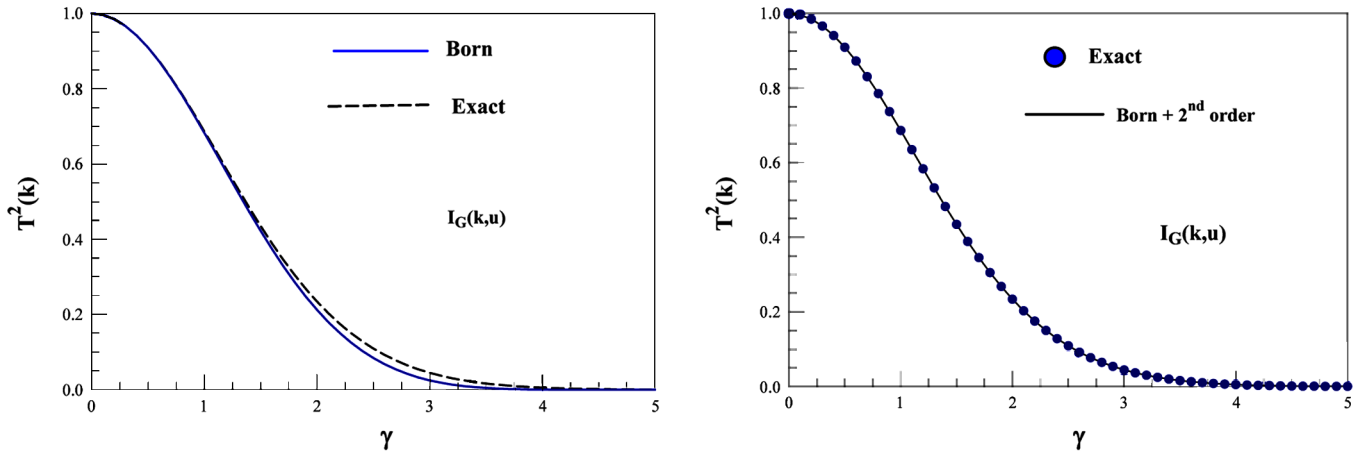 1.0
0.8
0.6
0.4
0.2
0.0
T²(k)
Born
Exact
I_G(k,u)
0 1 2 3 4 5
γ
1.0
0.8
0.6
0.4
0.2
0.0
T²(k)
Exact
Born + 2ⁿᵈ order
I_G(k,u)
0 1 2 3 4 5
γ